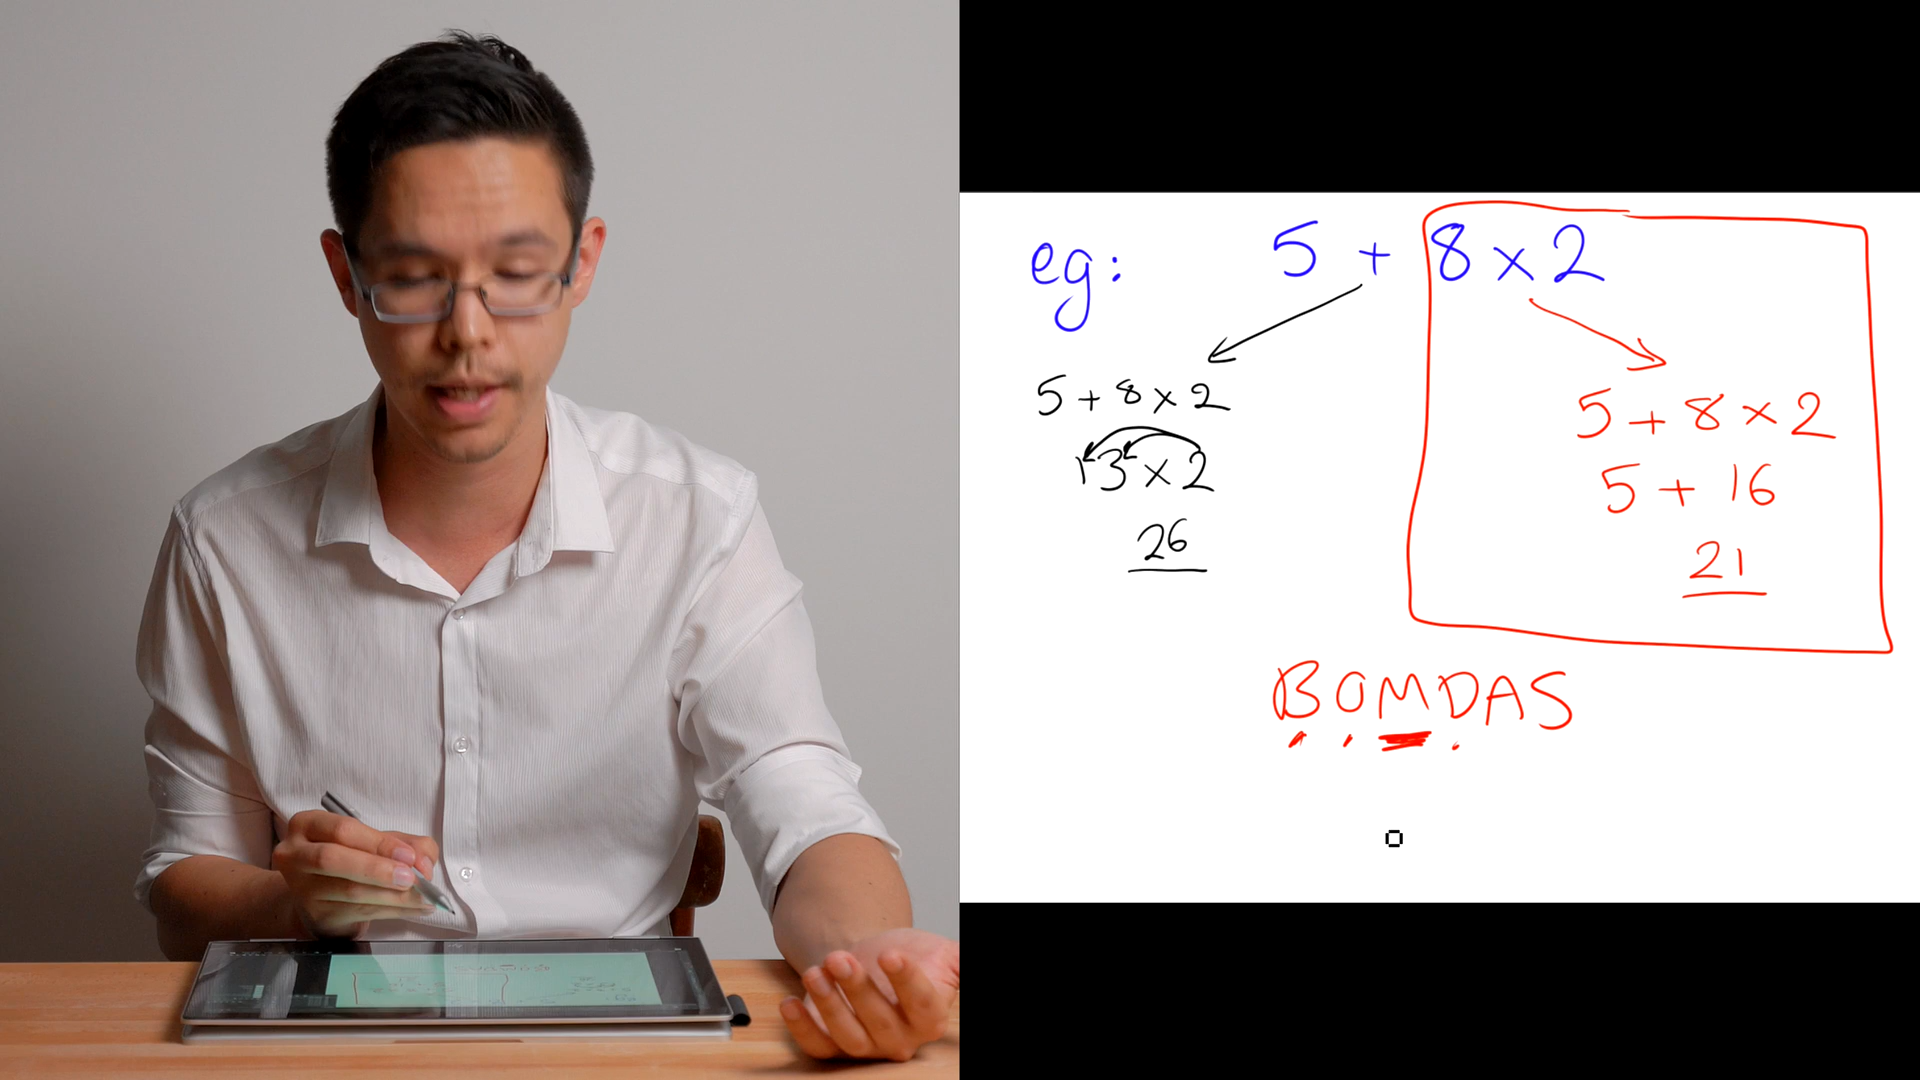 eg: 5 + 8 × 2
5 + 8 × 2
13 × 2
26
5 + 8 × 2
5 + 16
21
BOMDAS